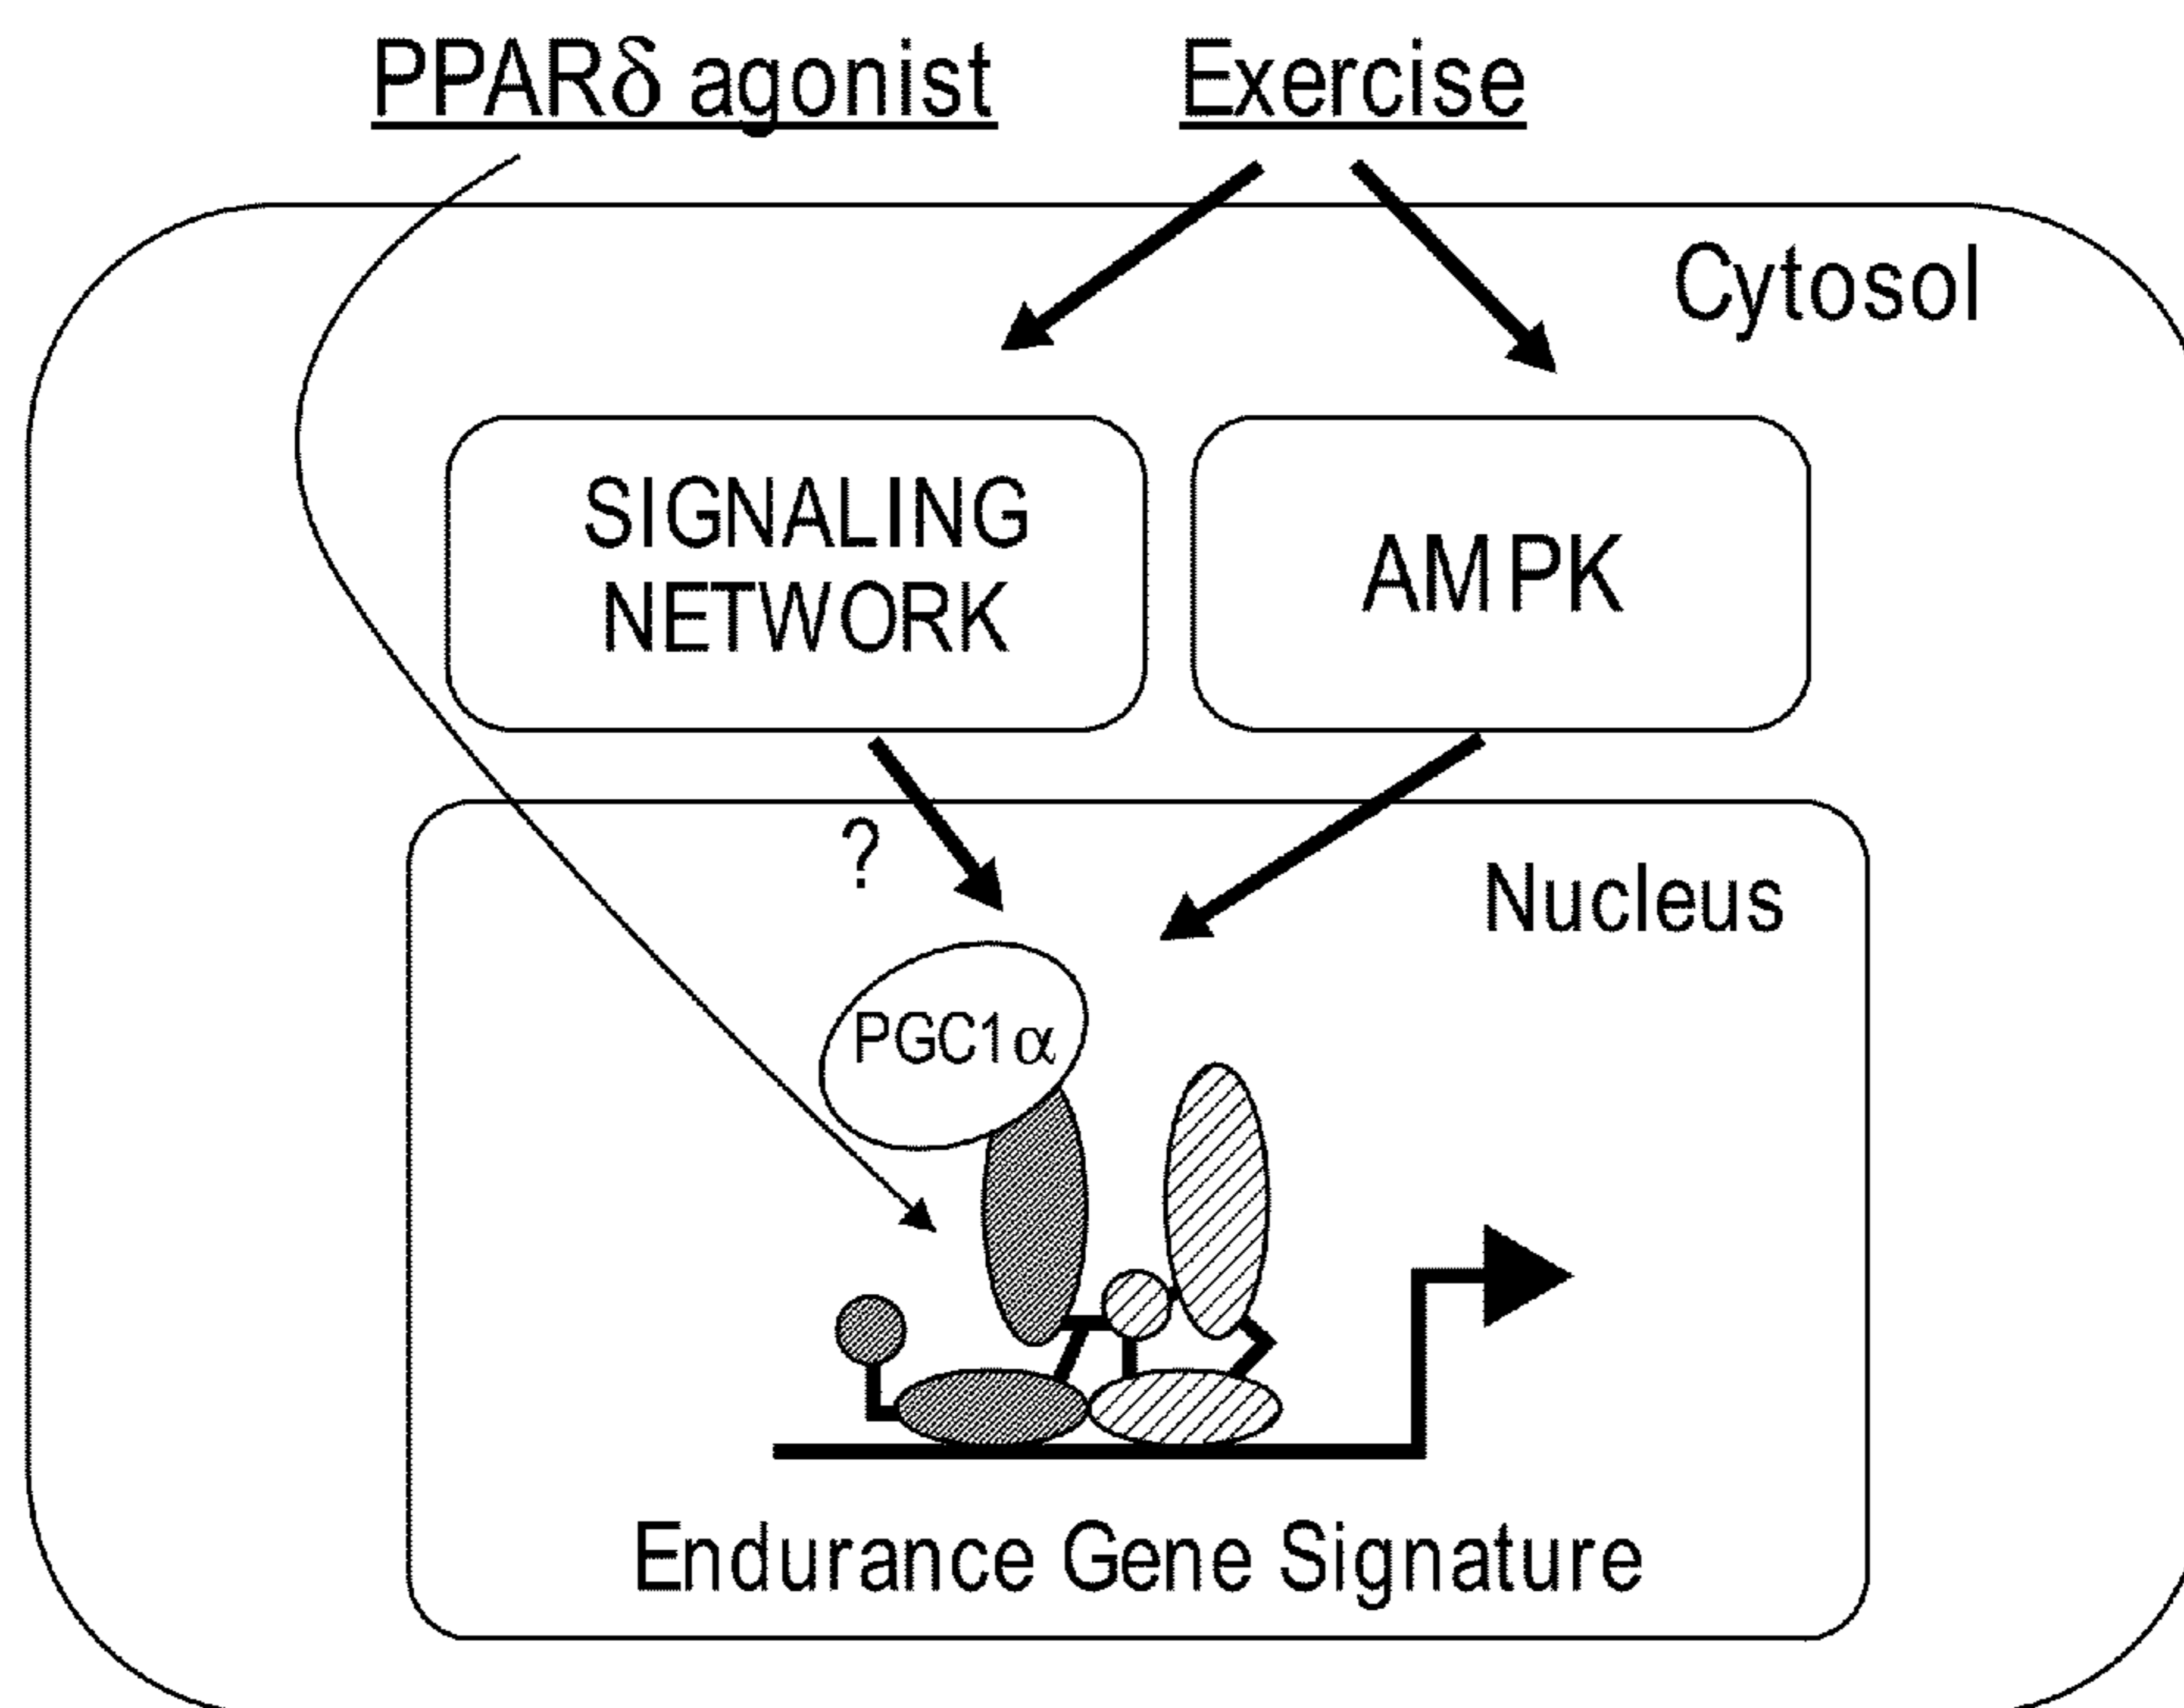 PPARδ agonist
Exercise
Cytosol
SIGNALING
NETWORK
AMPK
?
Nucleus
PGC1α
Endurance Gene Signature